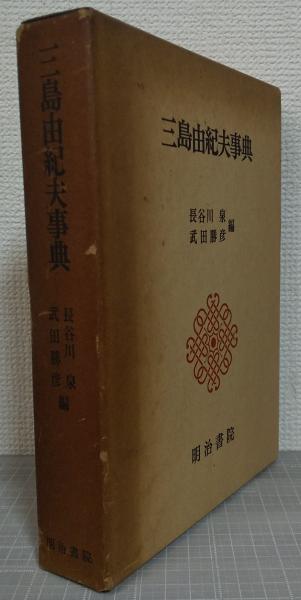 三島由紀夫事典
長谷川 泉
武田勝彦
編
明治書院
三島由紀夫事典
長谷川 泉
武田勝彦
編
明治書院